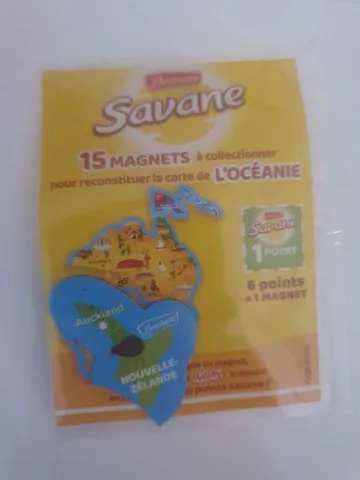 Brossard
Savane
15 MAGNETS à collectionner
pour reconstituer la carte de L'OCÉANIE
Savane
1 POINT
6 points
= 1 MAGNET
Auckland
Brossard
NOUVELLE-
ZÉLANDE